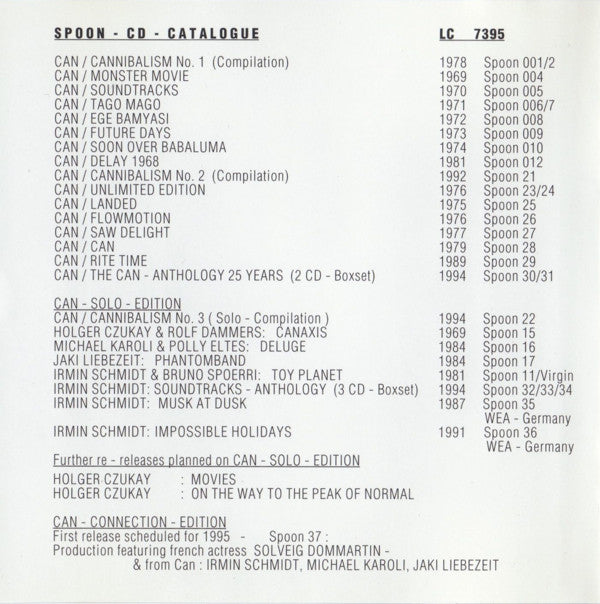 SPOON - CD - CATALOGUE LC 7395
CAN / CANNIBALISM No. 1 (Compilation) 1978 Spoon 001/2
CAN / MONSTER MOVIE 1969 Spoon 004
CAN / SOUNDTRACKS 1970 Spoon 005
CAN / TAGO MAGO 1971 Spoon 006/7
CAN / EGE BAMYASI 1972 Spoon 008
CAN / FUTURE DAYS 1973 Spoon 009
CAN / SOON OVER BABALUMA 1974 Spoon 010
CAN / DELAY 1968 1981 Spoon 012
CAN / CANNIBALISM No. 2 (Compilation) 1992 Spoon 21
CAN / UNLIMITED EDITION 1976 Spoon 23/24
CAN / LANDED 1975 Spoon 25
CAN / FLOWMOTION 1976 Spoon 26
CAN / SAW DELIGHT 1977 Spoon 27
CAN / CAN 1979 Spoon 28
CAN / RITE TIME 1989 Spoon 29
CAN / THE CAN - ANTHOLOGY 25 YEARS (2 CD - Boxset) 1994 Spoon 30/31
CAN - SOLO - EDITION
CAN / CANNIBALISM No. 3 ( Solo - Compilation ) 1994 Spoon 22
HOLGER CZUKAY & ROLF DAMMERS: CANAXIS 1969 Spoon 15
MICHAEL KAROLI & POLLY ELTES: DELUGE 1984 Spoon 16
JAKI LIEBEZEIT: PHANTOMBAND 1984 Spoon 17
IRMIN SCHMIDT & BRUNO SPOERRI: TOY PLANET 1981 Spoon 11/Virgin
IRMIN SCHMIDT: SOUNDTRACKS - ANTHOLOGY (3 CD - Boxset) 1994 Spoon 32/33/34
IRMIN SCHMIDT: MUSK AT DUSK 1987 Spoon 35
WEA - Germany
IRMIN SCHMIDT: IMPOSSIBLE HOLIDAYS 1991 Spoon 36
WEA - Germany
Further re - releases planned on CAN - SOLO - EDITION
HOLGER CZUKAY : MOVIES
HOLGER CZUKAY : ON THE WAY TO THE PEAK OF NORMAL
CAN - CONNECTION - EDITION
First release scheduled for 1995 - Spoon 37 :
Production featuring french actress SOLVEIG DOMMARTIN -
& from Can : IRMIN SCHMIDT, MICHAEL KAROLI, JAKI LIEBEZEIT